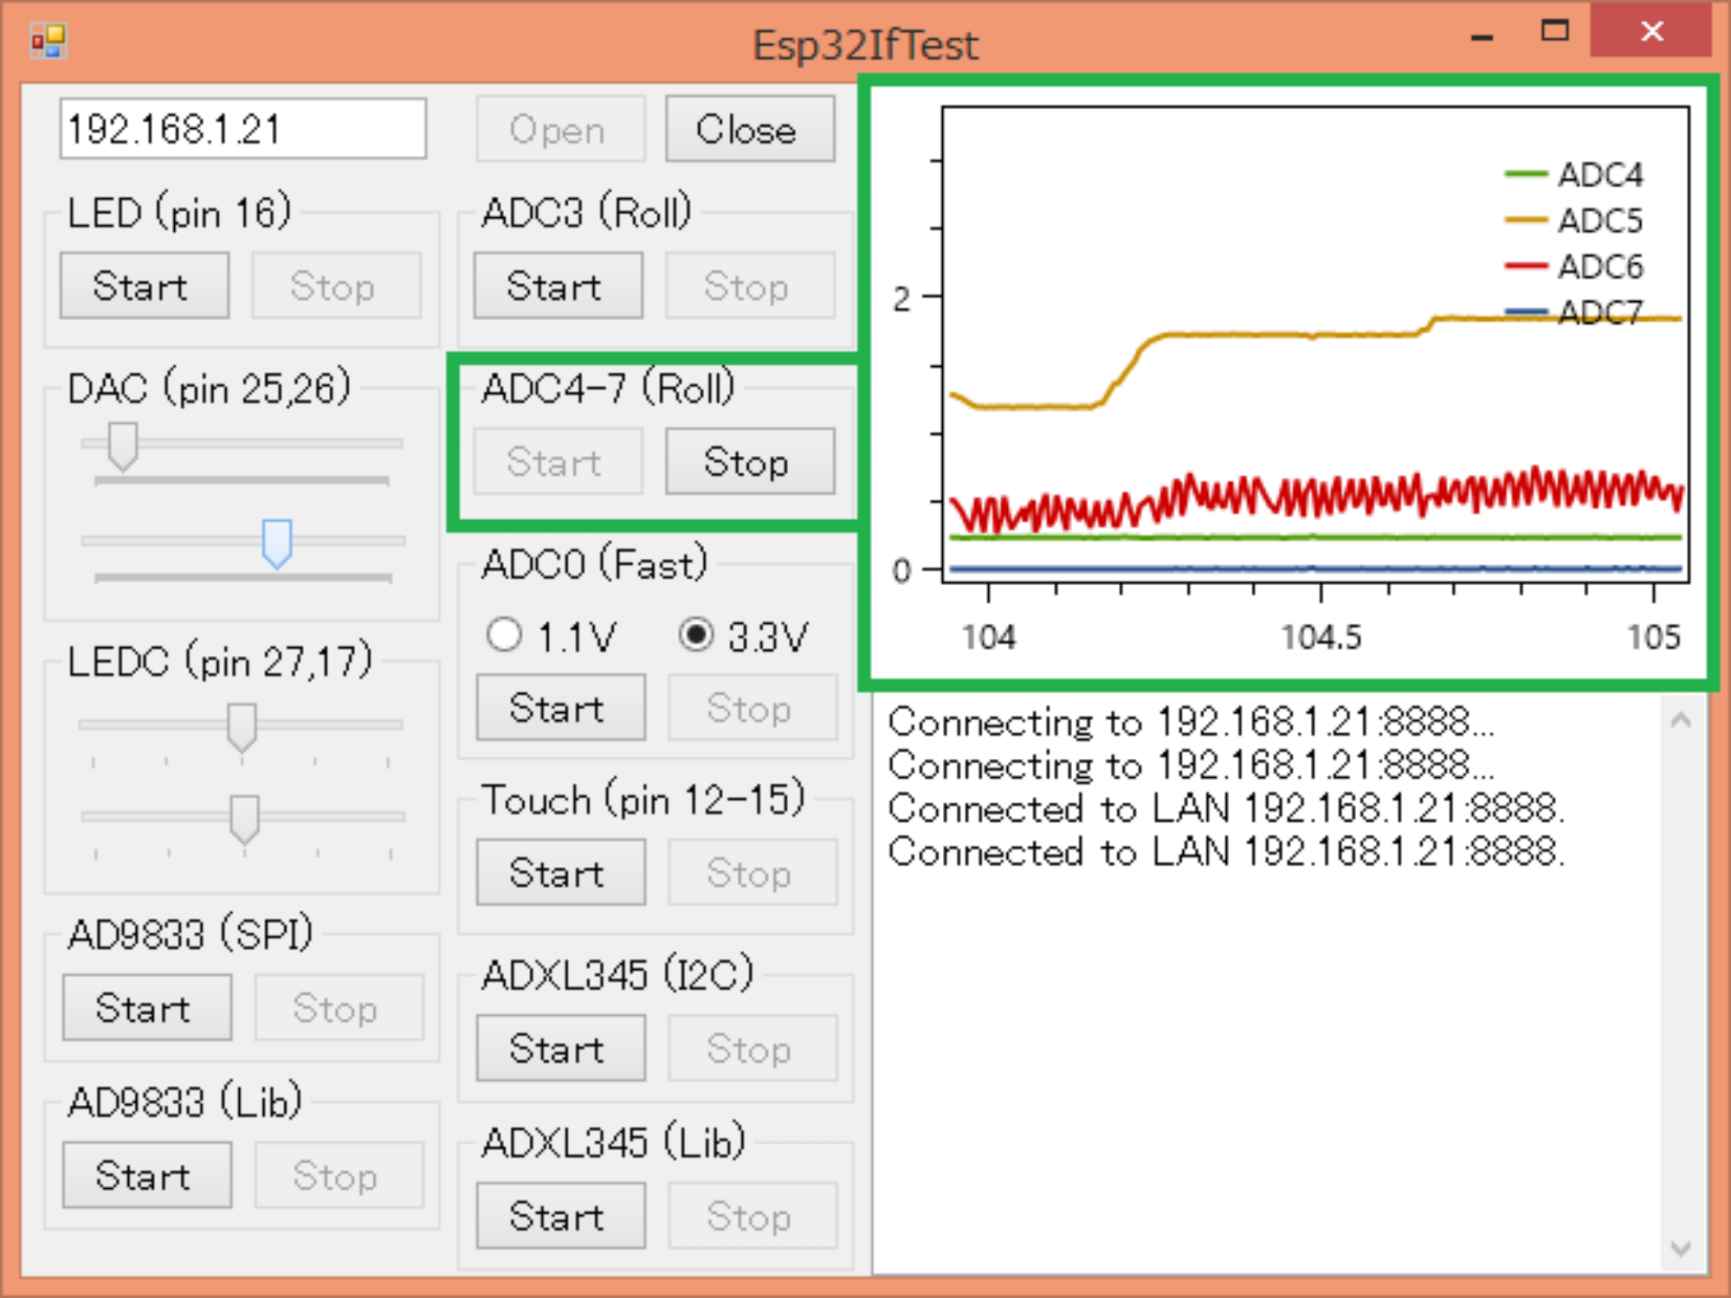 Esp32IfTest
192.168.1.21
Open
Close
LED (pin 16)
Start
Stop
DAC (pin 25,26)
LEDC (pin 27,17)
AD9833 (SPI)
Start
Stop
AD9833 (Lib)
Start
Stop
ADC3 (Roll)
Start
Stop
ADC4-7 (Roll)
Start
Stop
ADC0 (Fast)
1.1V
3.3V
Start
Stop
Touch (pin 12-15)
Start
Stop
ADXL345 (I2C)
Start
Stop
ADXL345 (Lib)
Start
Stop
ADC4
ADC5
ADC6
ADC7
2
0
104
104.5
105
Connecting to 192.168.1.21:8888...
Connecting to 192.168.1.21:8888...
Connected to LAN 192.168.1.21:8888.
Connected to LAN 192.168.1.21:8888.